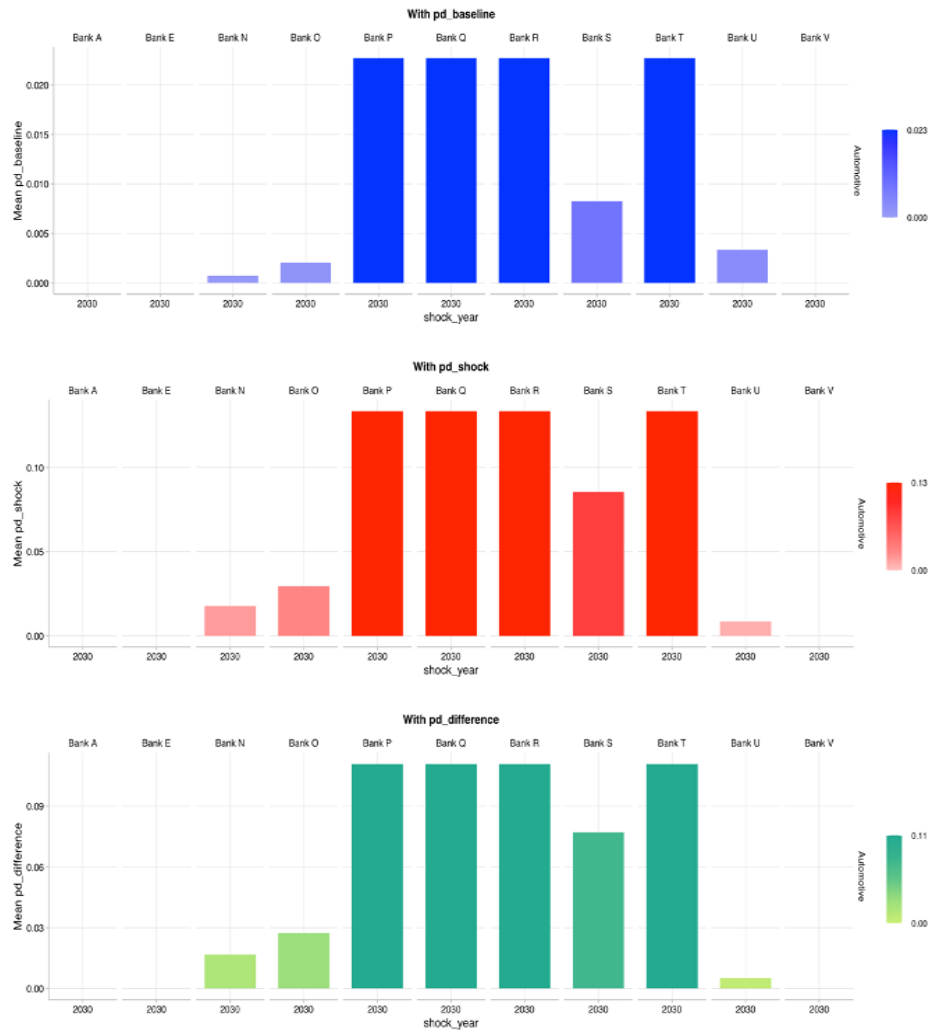 With pd_baseline
Bank A Bank E Bank N Bank O Bank P Bank Q Bank R Bank S Bank T Bank U Bank V
Mean pd_baseline
0.020
0.015
0.010
0.005
0.000
2030 2030 2030 2030 2030 2030 2030 2030 2030 2030 2030
shock_year
Automotive
0.023
0.000
With pd_shock
Bank A Bank E Bank N Bank O Bank P Bank Q Bank R Bank S Bank T Bank U Bank V
Mean pd_shock
0.10
0.05
0.00
2030 2030 2030 2030 2030 2030 2030 2030 2030 2030 2030
shock_year
Automotive
0.13
0.00
With pd_difference
Bank A Bank E Bank N Bank O Bank P Bank Q Bank R Bank S Bank T Bank U Bank V
Mean pd_difference
0.09
0.06
0.03
0.00
2030 2030 2030 2030 2030 2030 2030 2030 2030 2030 2030
shock_year
Automotive
0.11
0.00